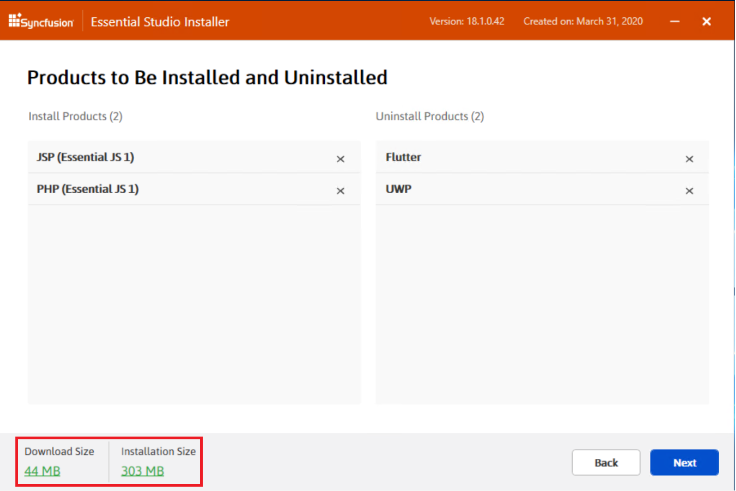 Syncfusion Essential Studio Installer Version: 18.1.0.42 Created on: March 31, 2020
Products to Be Installed and Uninstalled
Install Products (2) Uninstall Products (2)
JSP (Essential JS 1) Flutter
PHP (Essential JS 1) UWP
Download Size Installation Size
44 MB 303 MB
Back Next